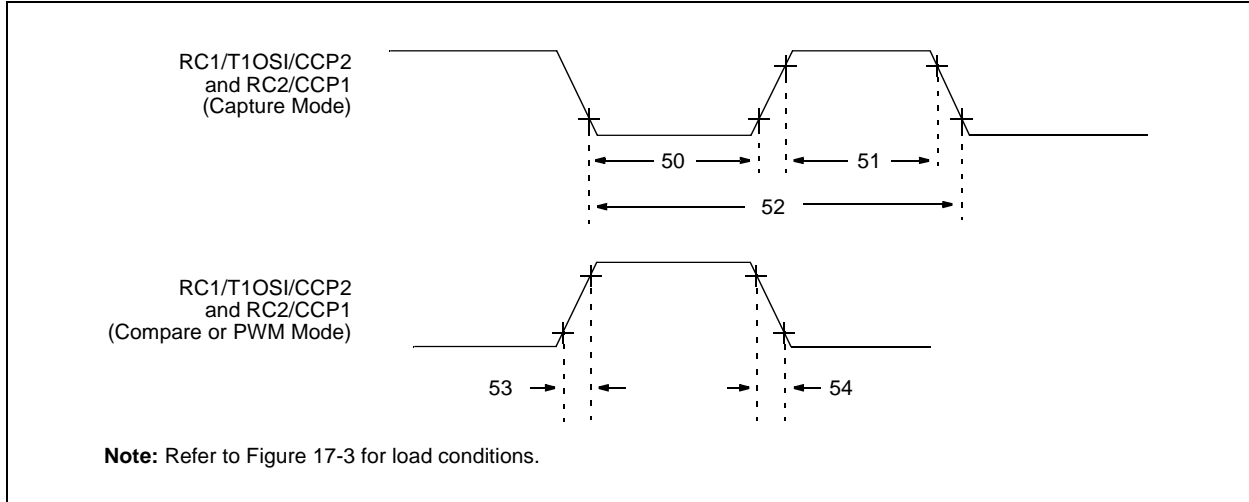 RC1/T1OSI/CCP2
and RC2/CCP1
(Capture Mode)
50
51
52
RC1/T1OSI/CCP2
and RC2/CCP1
(Compare or PWM Mode)
53
54
Note: Refer to Figure 17-3 for load conditions.